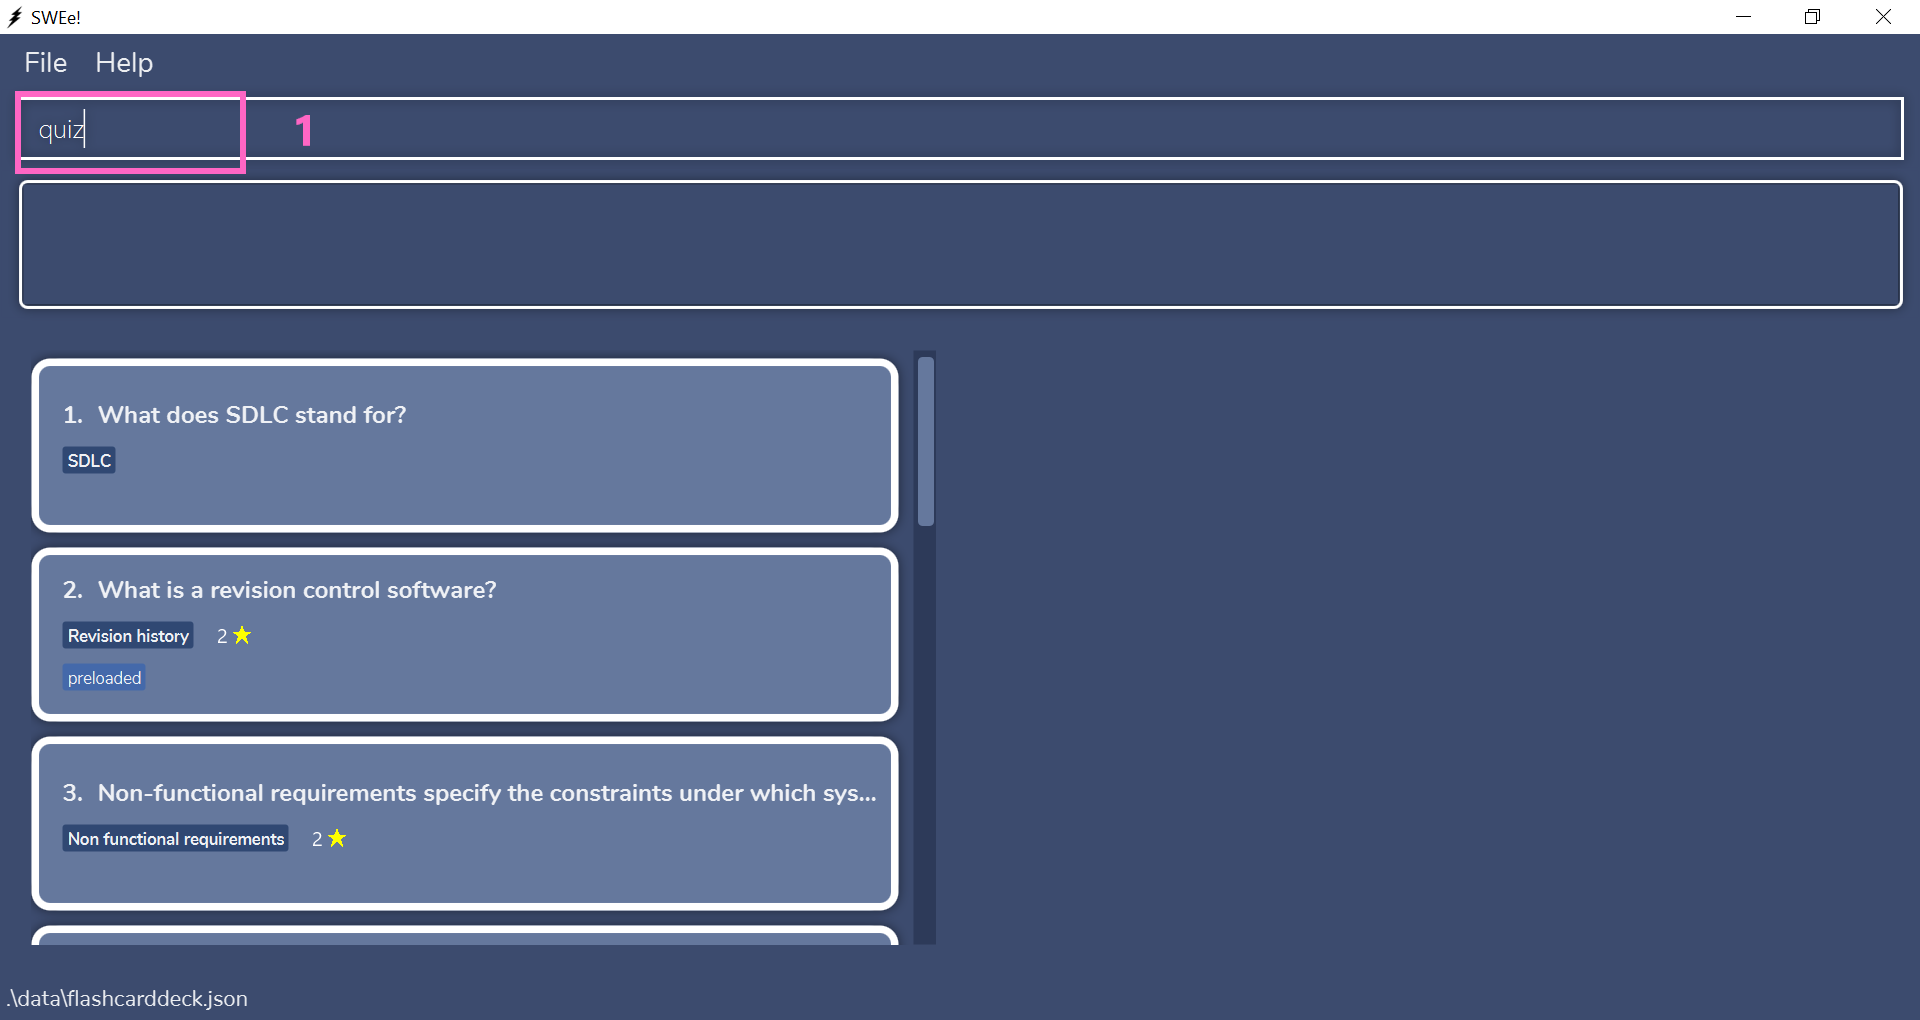 SWEe!
File Help
quiz 1
1. What does SDLC stand for?
SDLC
2. What is a revision control software?
Revision history 2
preloaded
3. Non-functional requirements specify the constraints under which sys...
Non functional requirements 2
.\data\flashcarddeck.json